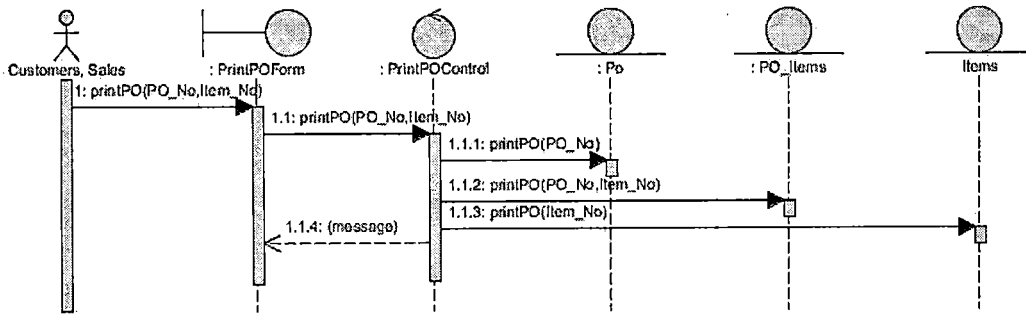 Customers, Sales
: PrintPOForm
: PrintPOControl
: Po
: PO_Items
Items
1: printPO(PO_No,Item_No)
1.1: printPO(PO_No,Item_No)
1.1.1: printPO(PO_No)
1.1.2: printPO(PO_No,Item_No)
1.1.3: printPO(Item_No)
1.1.4: (message)